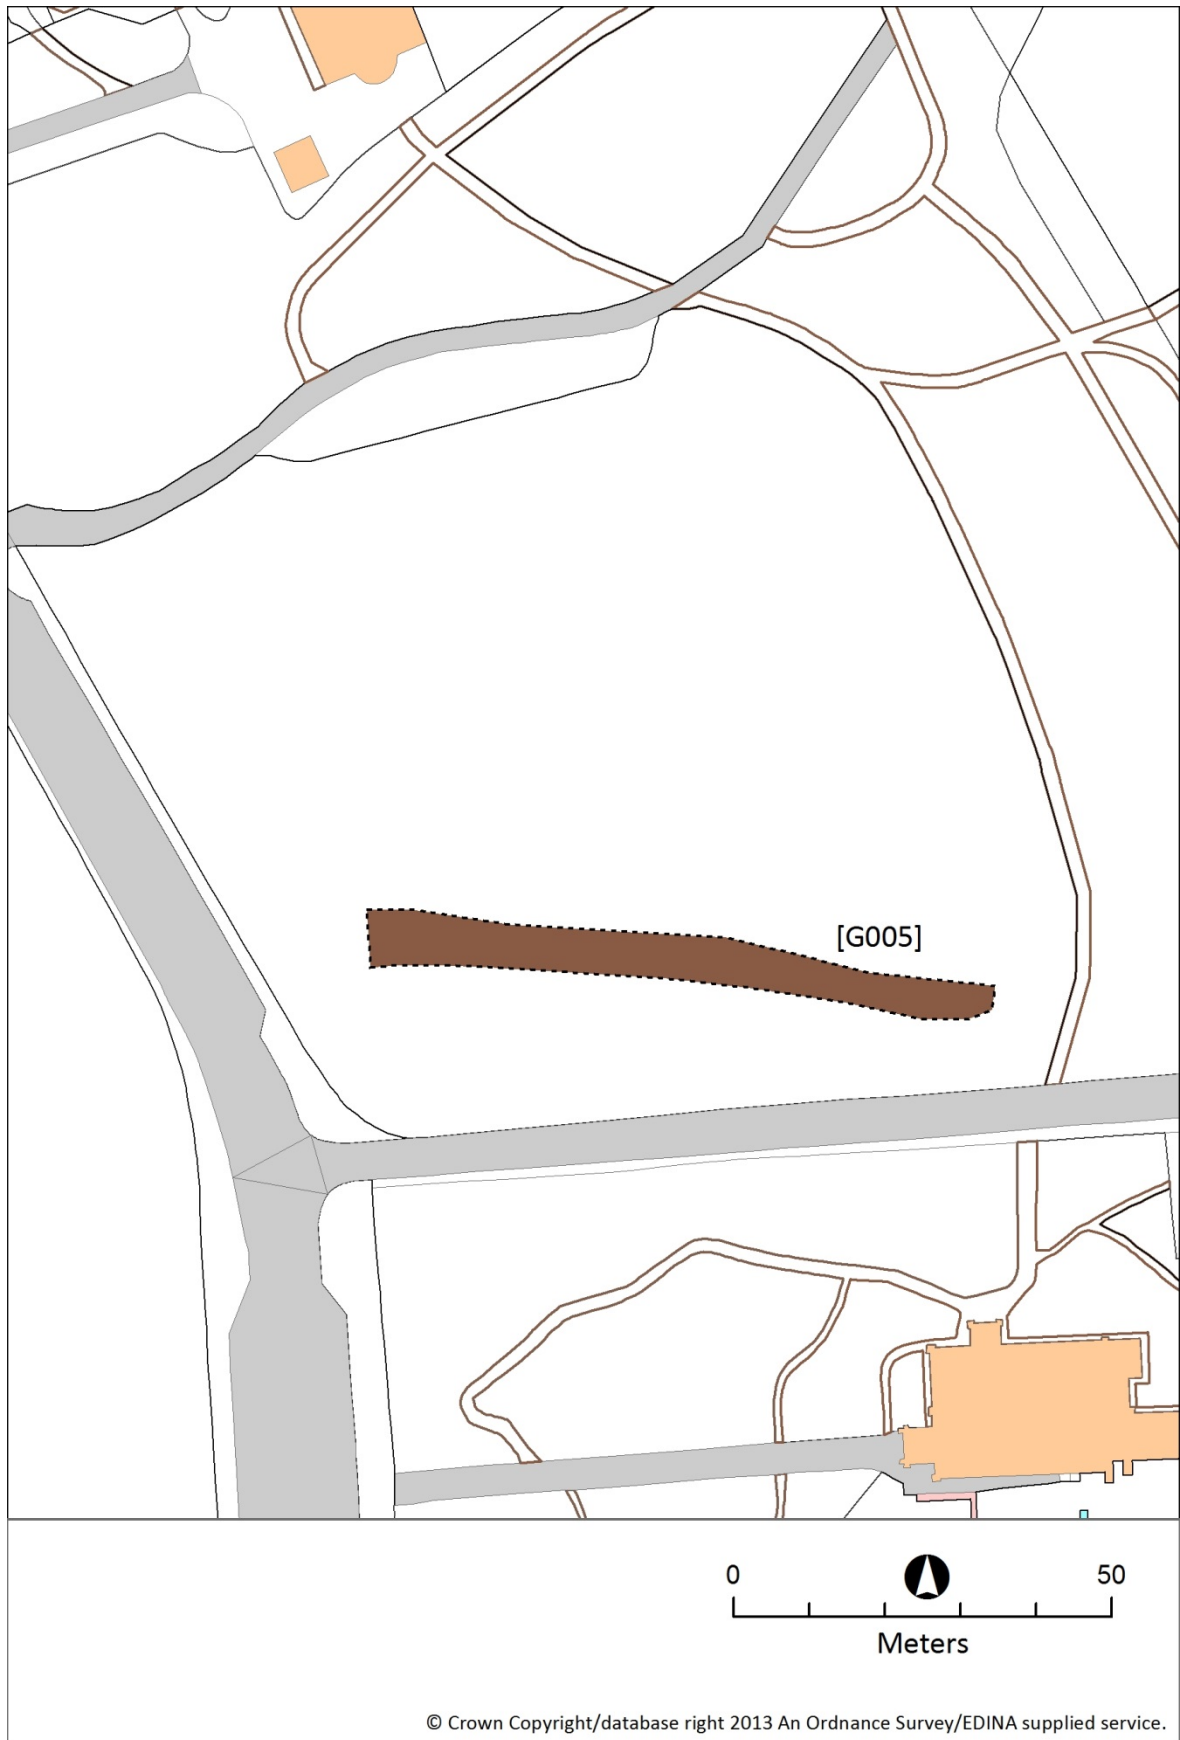 [G005]
0 50
Meters
© Crown Copyright/database right 2013 An Ordnance Survey/EDINA supplied service.